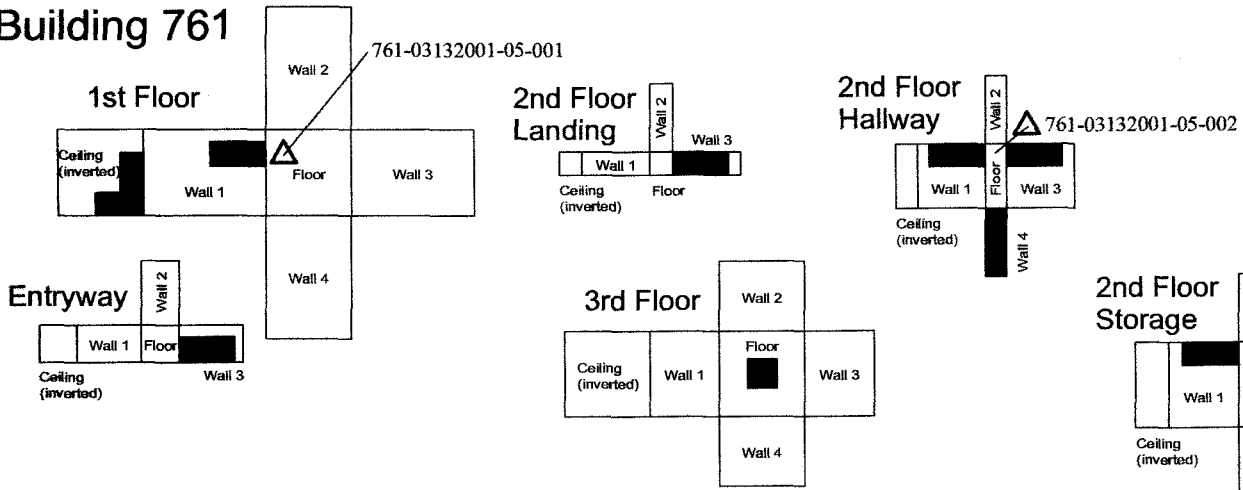 Building 761
1st Floor
Wall 2
761-03132001-05-001
Ceiling
(inverted)
Wall 1
Floor
Wall 3
Wall 4
2nd Floor
Landing
Wall 2
Wall 3
Wall 1
Ceiling
(inverted)
Floor
2nd Floor
Hallway
Wall 2
761-03132001-05-002
Floor
Wall 1
Wall 3
Ceiling
(inverted)
Wall 4
Entryway
Wall 2
Wall 1
Floor
Ceiling
(inverted)
Wall 3
3rd Floor
Wall 2
Floor
Ceiling
(inverted)
Wall 1
Wall 3
Wall 4
2nd Floor
Storage
Wall 1
Ceiling
(inverted)